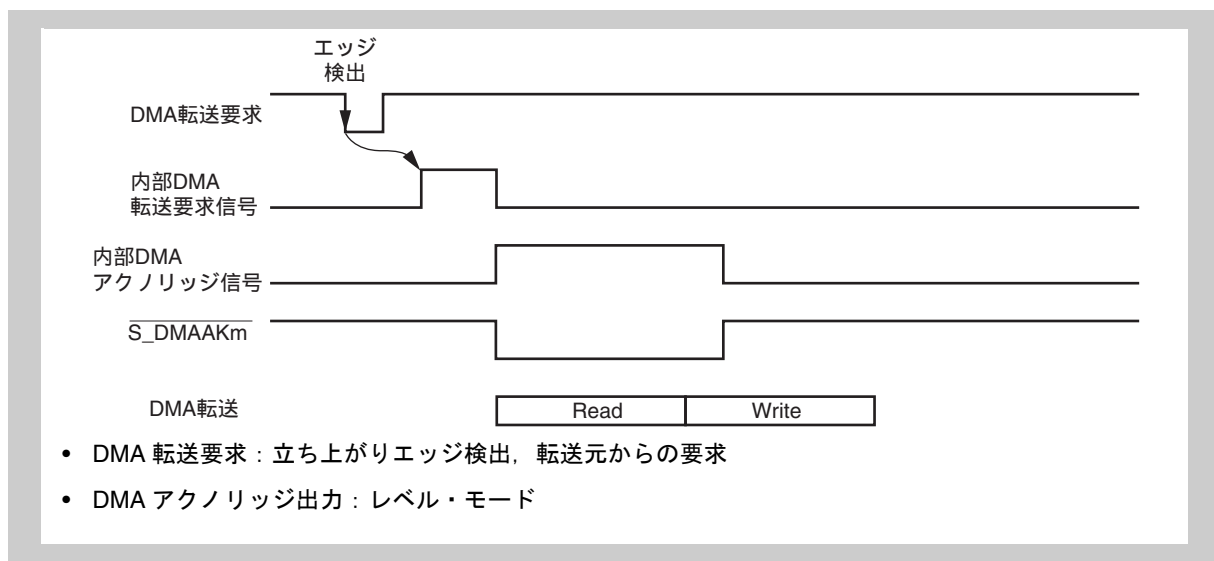 エッジ
検出
DMA転送要求
内部DMA
転送要求信号
内部DMA
アクノリッジ信号
S_DMAAKm
DMA転送 Read Write
• DMA 転送要求：立ち上がりエッジ検出，転送元からの要求
• DMA アクノリッジ出力：レベル・モード